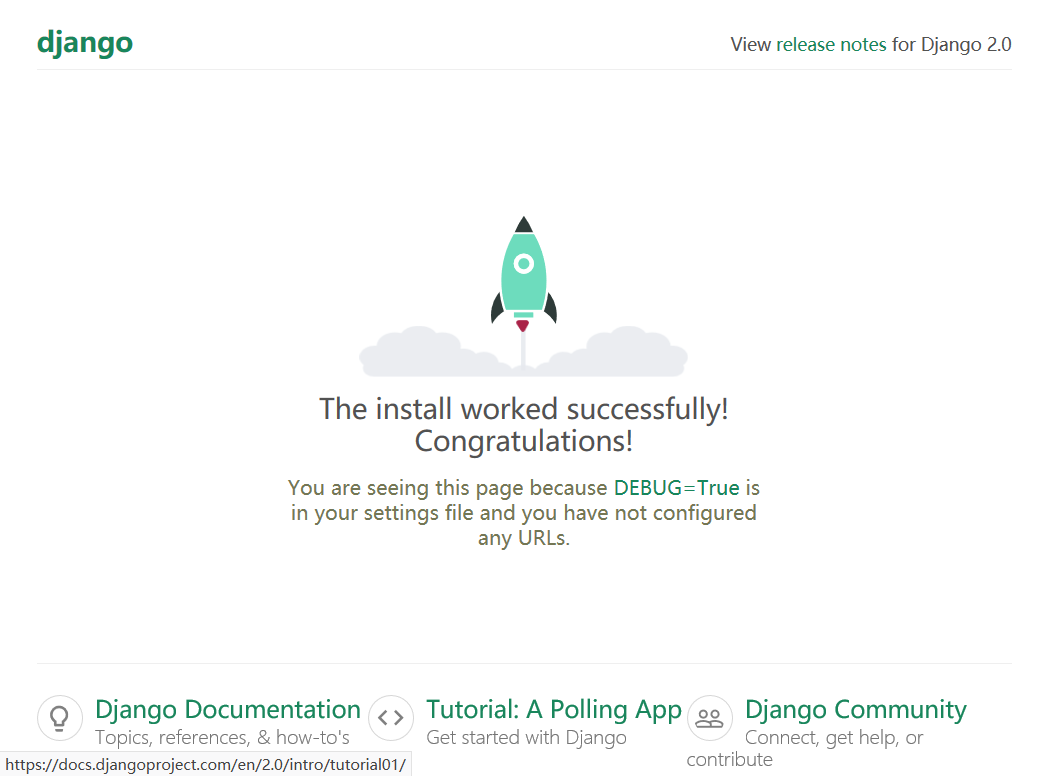 django
View release notes for Django 2.0
The install worked successfully!
Congratulations!
You are seeing this page because DEBUG=True is
in your settings file and you have not configured
any URLs.
Django Documentation
Topics, references, & how-to's
Tutorial: A Polling App
Get started with Django
Django Community
Connect, get help, or
contribute
https://docs.djangoproject.com/en/2.0/intro/tutorial01/